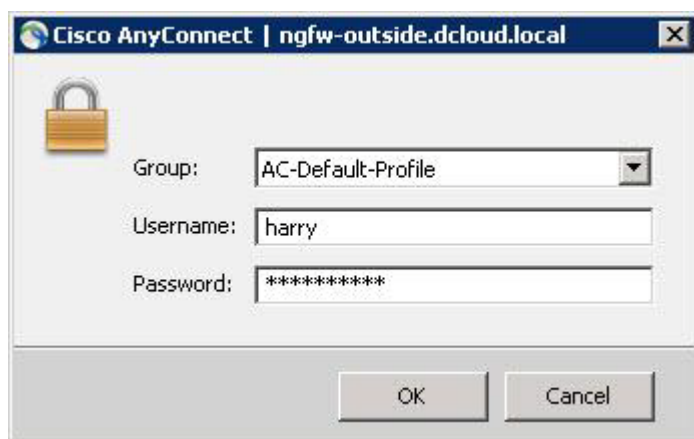 Cisco AnyConnect | ngfw-outside.dcloud.local
Group: AC-Default-Profile
Username: harry
Password: **********
OK Cancel